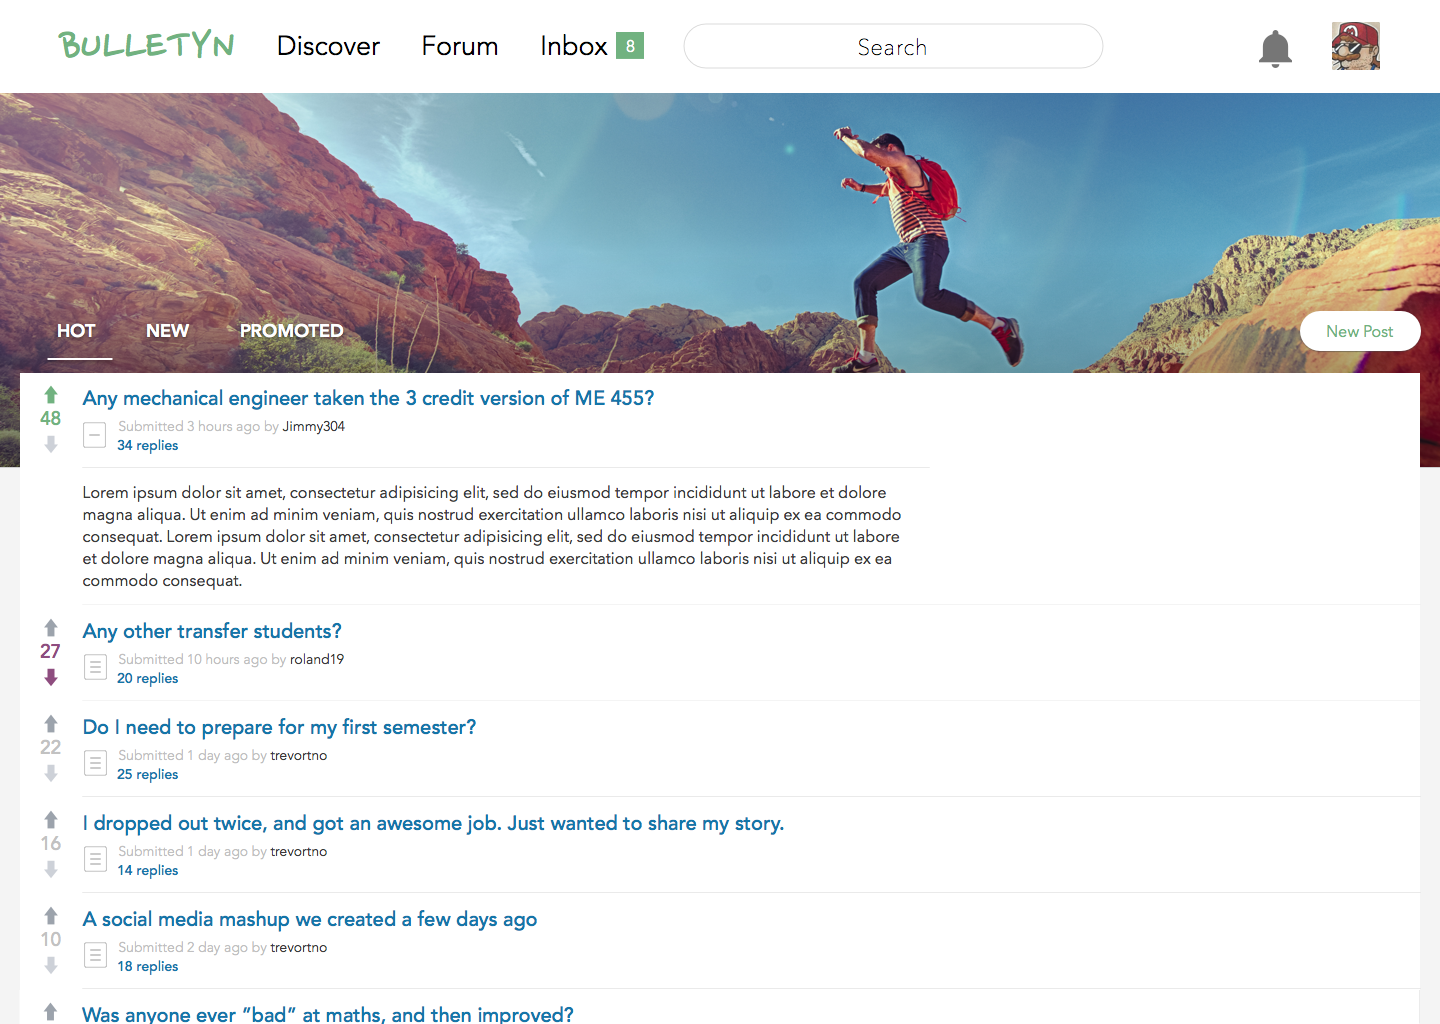 BULLETYN Discover Forum Inbox 8 Search
HOT NEW PROMOTED New Post
48
Any mechanical engineer taken the 3 credit version of ME 455?
Submitted 3 hours ago by Jimmy304
34 replies
Lorem ipsum dolor sit amet, consectetur adipisicing elit, sed do eiusmod tempor incididunt ut labore et dolore
magna aliqua. Ut enim ad minim veniam, quis nostrud exercitation ullamco laboris nisi ut aliquip ex ea commodo
consequat. Lorem ipsum dolor sit amet, consectetur adipisicing elit, sed do eiusmod tempor incididunt ut labore
et dolore magna aliqua. Ut enim ad minim veniam, quis nostrud exercitation ullamco laboris nisi ut aliquip ex ea
commodo consequat.
27
Any other transfer students?
Submitted 10 hours ago by roland19
20 replies
22
Do I need to prepare for my first semester?
Submitted 1 day ago by trevortno
25 replies
16
I dropped out twice, and got an awesome job. Just wanted to share my story.
Submitted 1 day ago by trevortno
14 replies
10
A social media mashup we created a few days ago
Submitted 2 day ago by trevortno
18 replies
Was anyone ever “bad” at maths, and then improved?